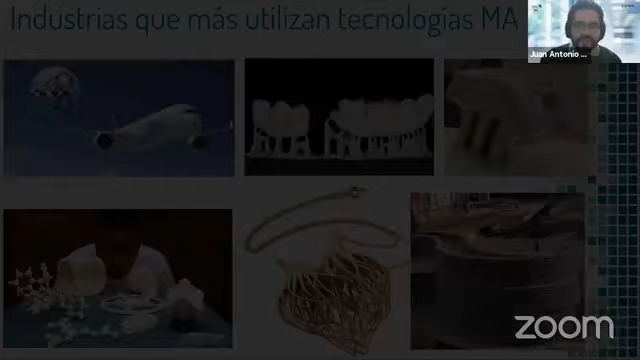 Industrias que más utilizan tecnologías MA
Juan Antonio ...
zoom